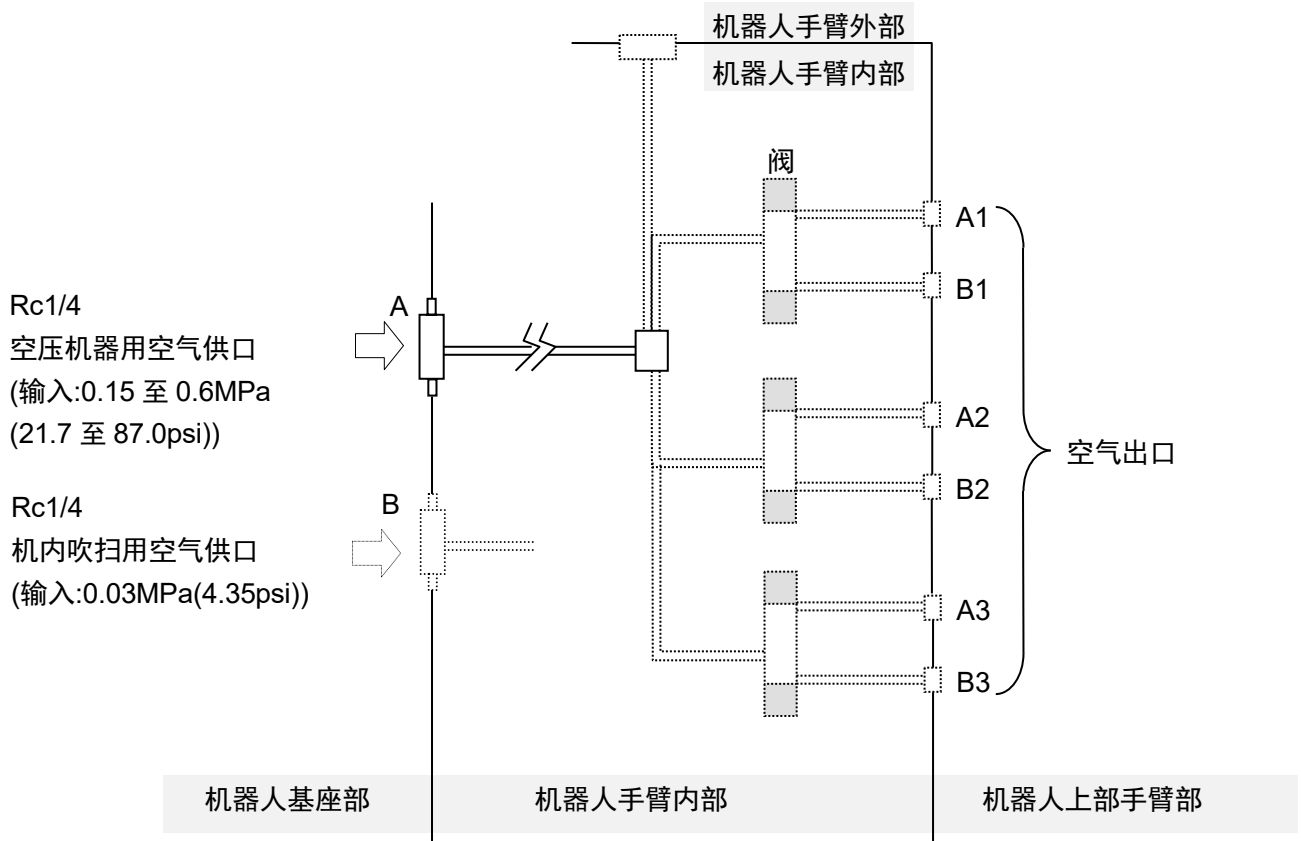 机器人手臂外部
机器人手臂内部
阀
A1
B1
Rc1/4
A
空压机器用空气供口
(输入:0.15 至 0.6MPa
(21.7 至 87.0psi))
A2
B2
空气出口
Rc1/4
B
机内吹扫用空气供口
(输入:0.03MPa(4.35psi))
A3
B3
机器人基座部
机器人手臂内部
机器人上部手臂部